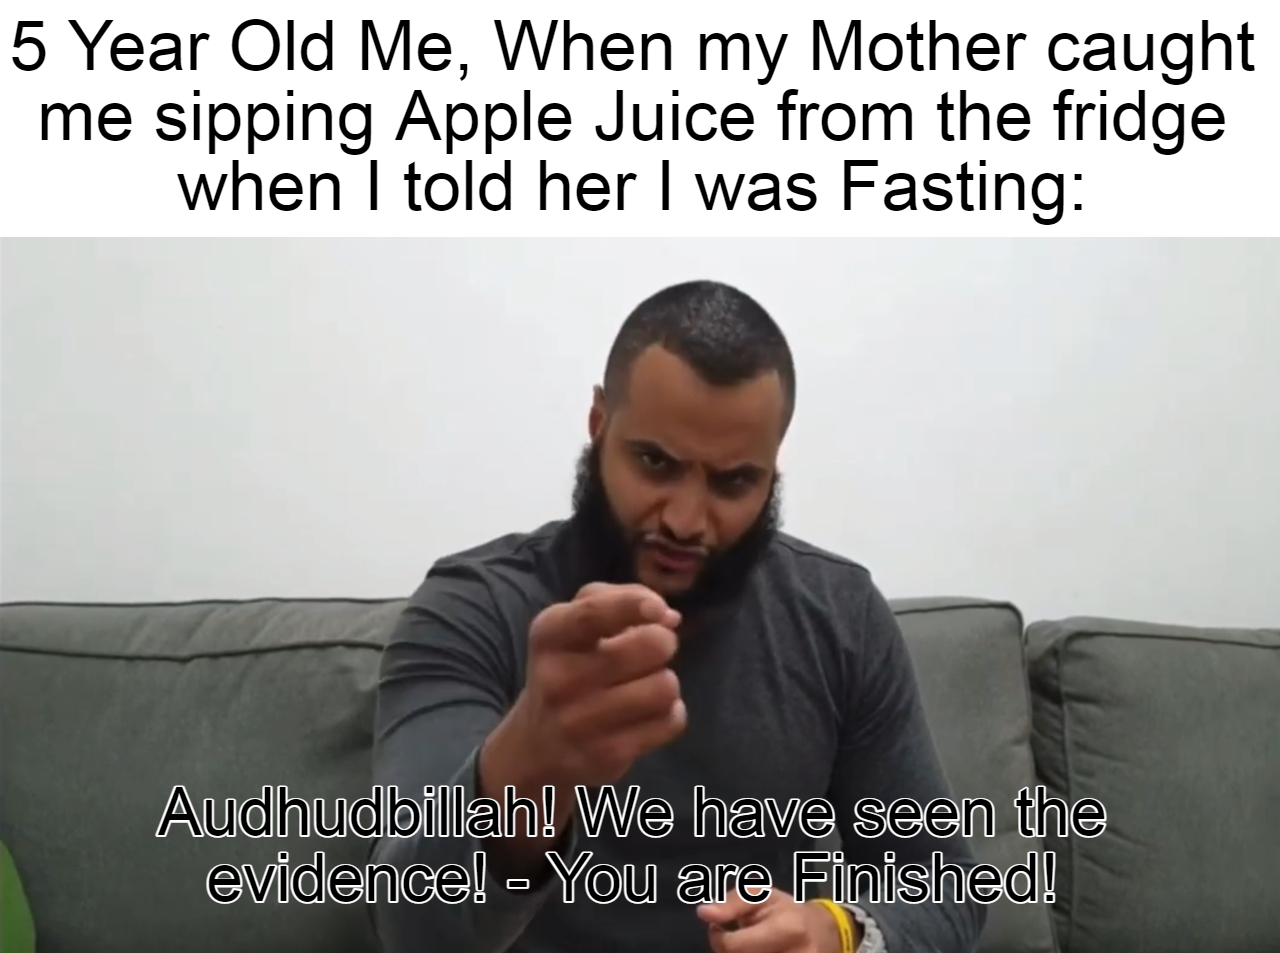 5 Year Old Me, When my Mother caught
me sipping Apple Juice from the fridge
when I told her I was Fasting:
Audhudbillah! We have seen the
evidence! - You are Finished!